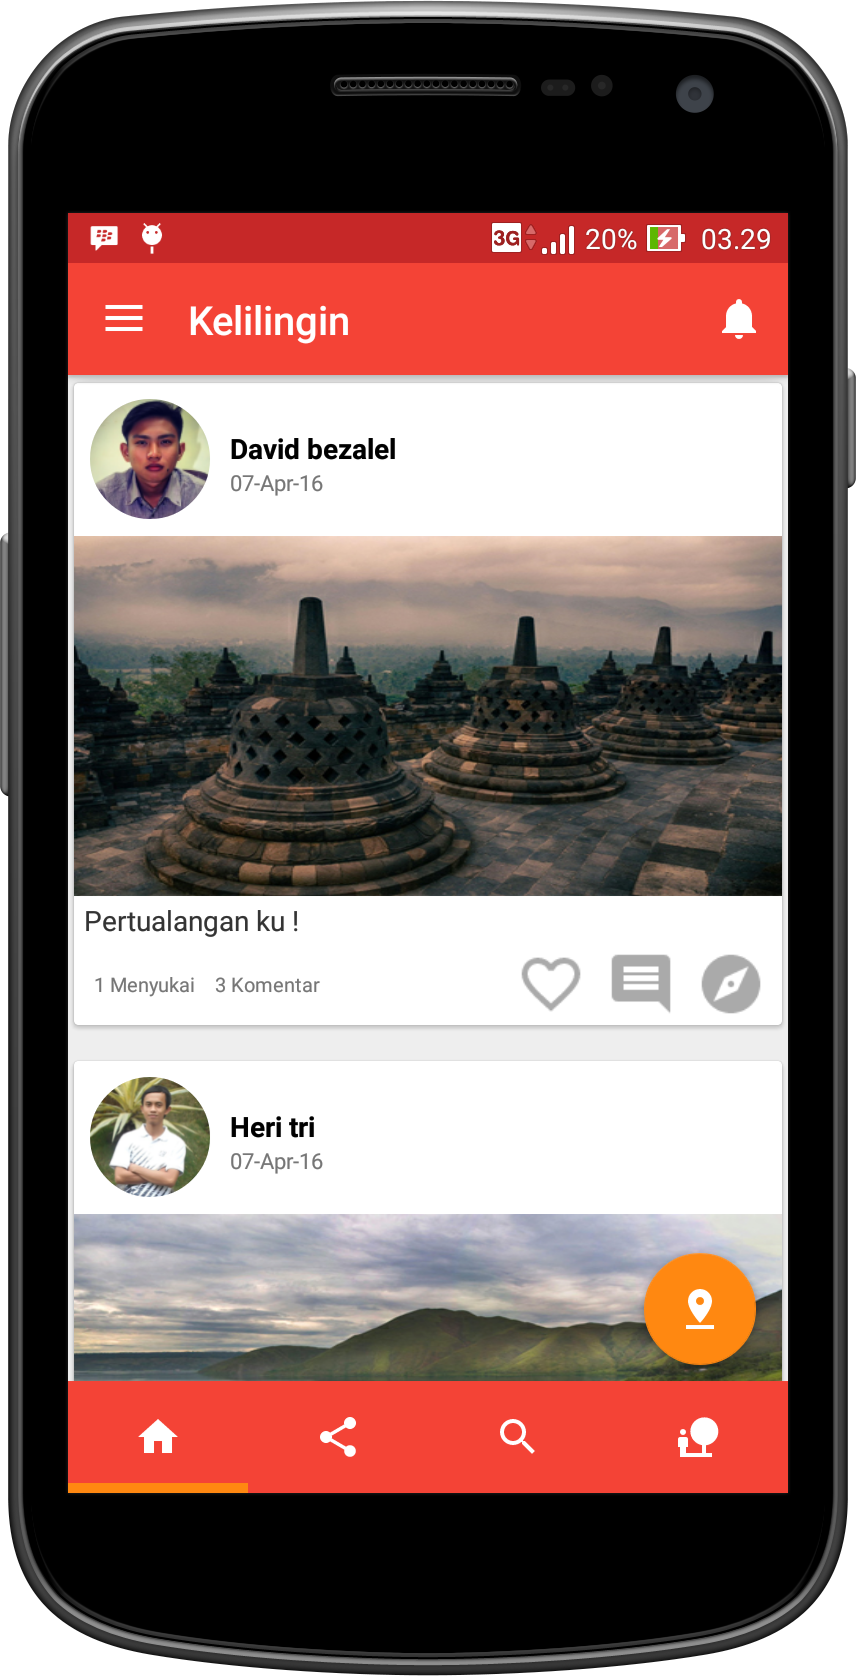 3G 20% 03.29
Kelilingin
David bezalel
07-Apr-16
Pertualangan ku !
1 Menyukai 3 Komentar
Heri tri
07-Apr-16